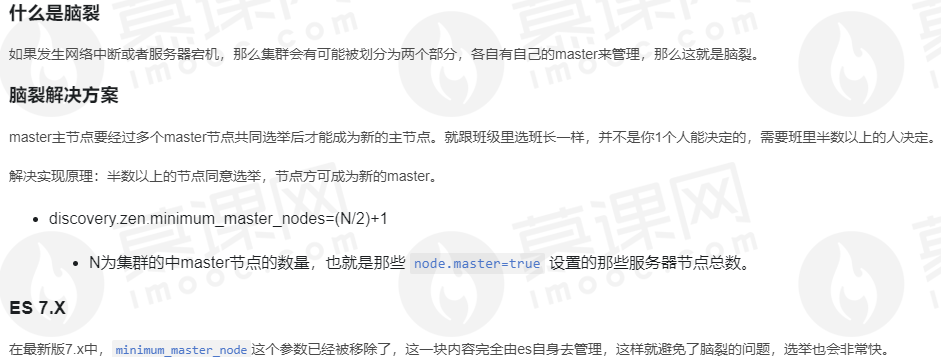 什么是脑裂
如果发生网络中断或者服务器宕机，那么集群会有可能被划分为两个部分，各自有自己的master来管理，那么这就是脑裂。
脑裂解决方案
master主节点要经过多个master节点共同选举后才能成为新的主节点。就跟班级里选班长一样，并不是你1个人能决定的，需要班里半数以上的人决定。
解决实现原理：半数以上的节点同意选举，节点方可成为新的master。
discovery.zen.minimum_master_nodes=(N/2)+1
N为集群的中master节点的数量，也就是那些 node.master=true 设置的那些服务器节点总数。
ES 7.X
在最新版7.x中，minimum_master_node 这个参数已经被移除了，这一块内容完全由es自身去管理，这样就避免了脑裂的问题，选举也会非常快。
慕课网
imooc.com
慕课网
imooc.com